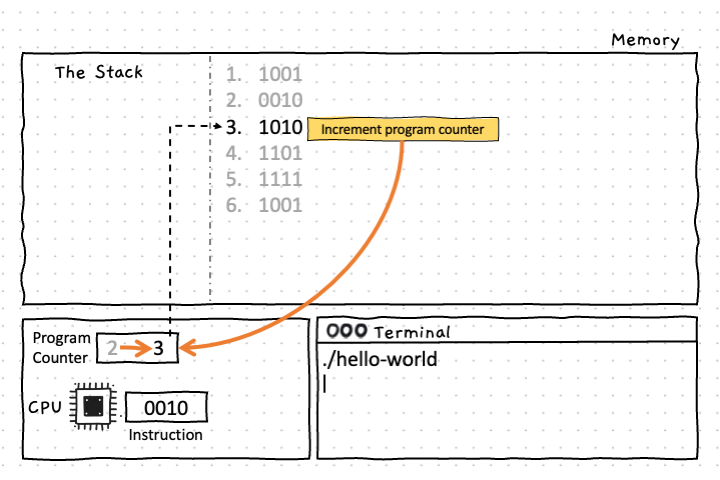 Memory
The Stack
1. 1001
2. 0010
3. 1010 Increment program counter
4. 1101
5. 1111
6. 1001
Program
Counter
2 3
CPU
0010
Instruction
Terminal
./hello-world